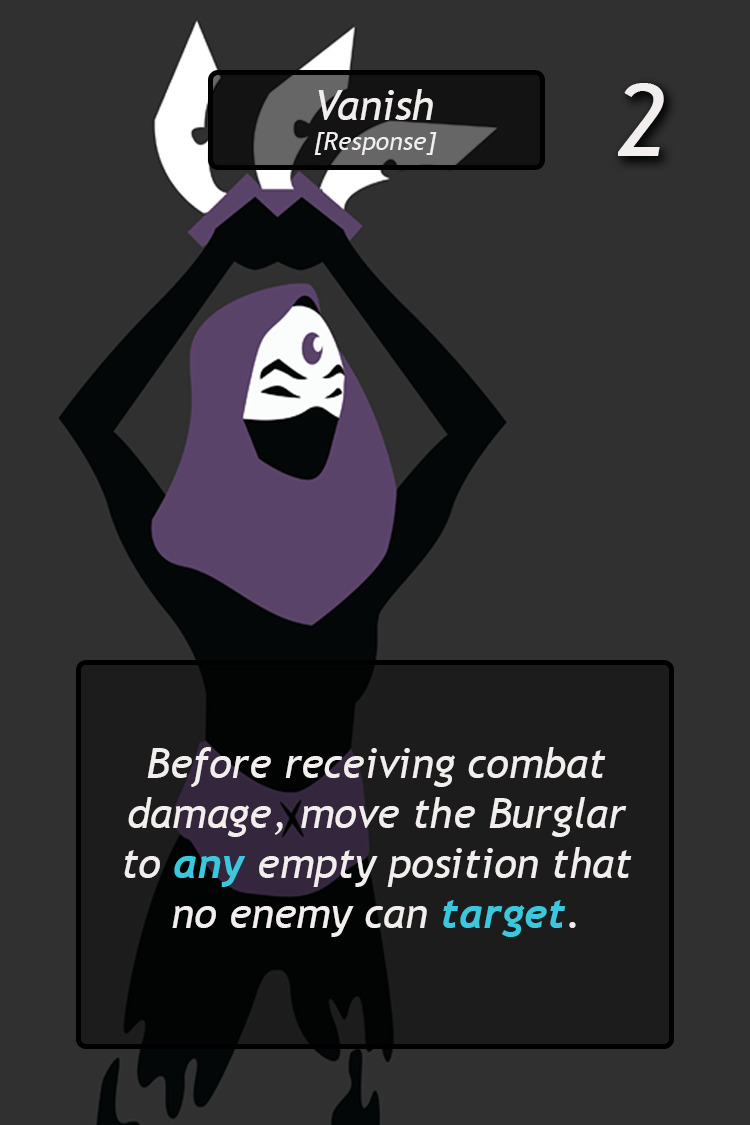 Vanish
[Response]
2
Before receiving combat
damage, move the Burglar
to any empty position that
no enemy can target.